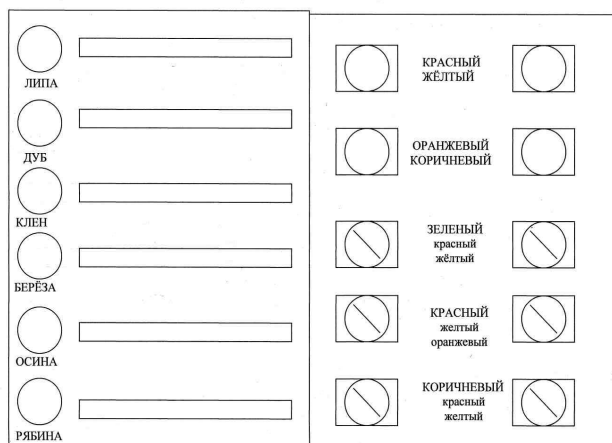 ЛИПА
ДУБ
КЛЕН
БЕРЁЗА
ОСИНА
РЯБИНА
КРАСНЫЙ
ЖЁЛТЫЙ
ОРАНЖЕВЫЙ
КОРИЧНЕВЫЙ
ЗЕЛЕНЫЙ
красный
жёлтый
КРАСНЫЙ
желтый
оранжевый
КОРИЧНЕВЫЙ
красный
желтый